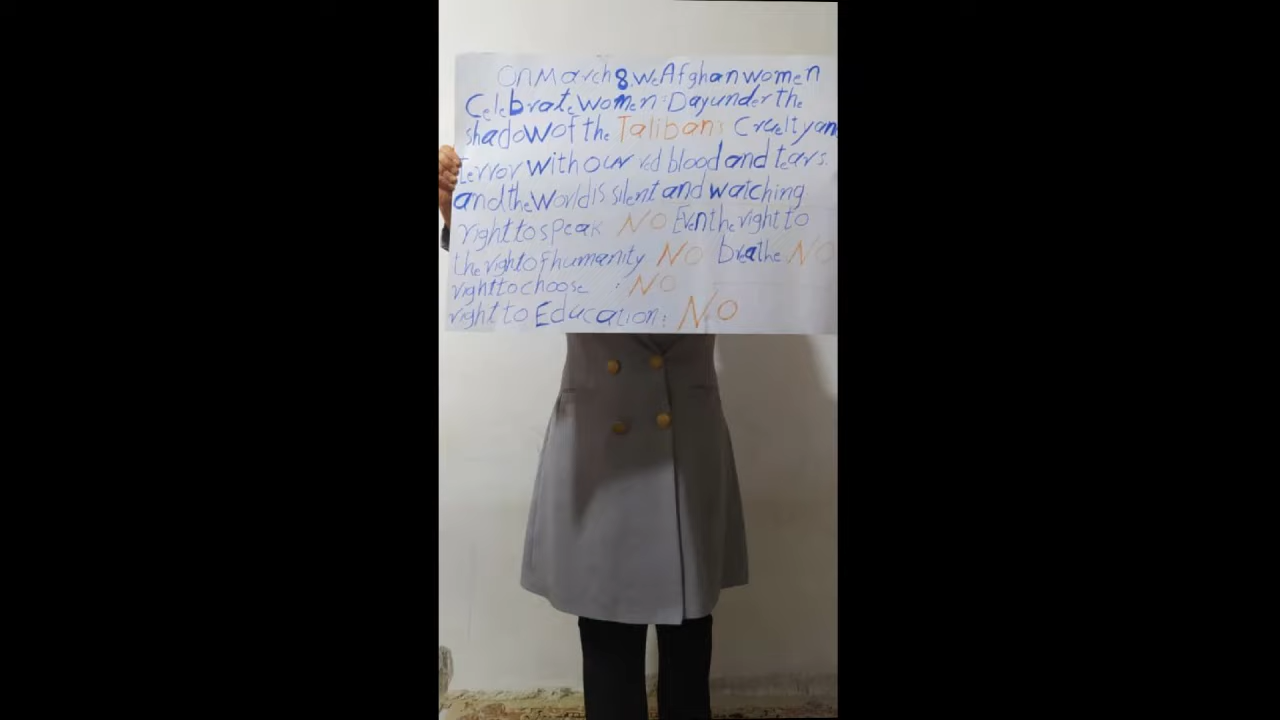 On March 8, we Afghan women
Celebrate women: Day under the
shadow of the Taliban's Cruelty an
terror with our red blood and tears.
and the world is silent and watching
right to speak NO Even the right to
the right of humanity NO breathe NO
right to choose : NO
right to Education: NO